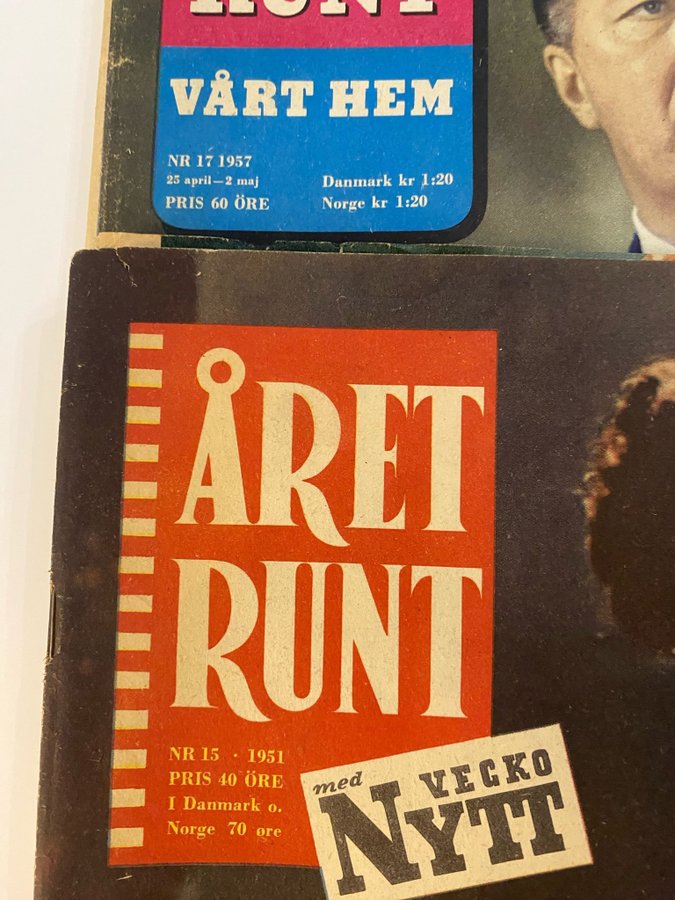 RUNT
VÅRT HEM
NR 17 1957
25 april—2 maj
PRIS 60 ÖRE
Danmark kr 1:20
Norge kr 1:20
ÅRET
RUNT
NR 15 · 1951
PRIS 40 ÖRE
I Danmark o.
Norge 70 øre
med VECKO
NYTT